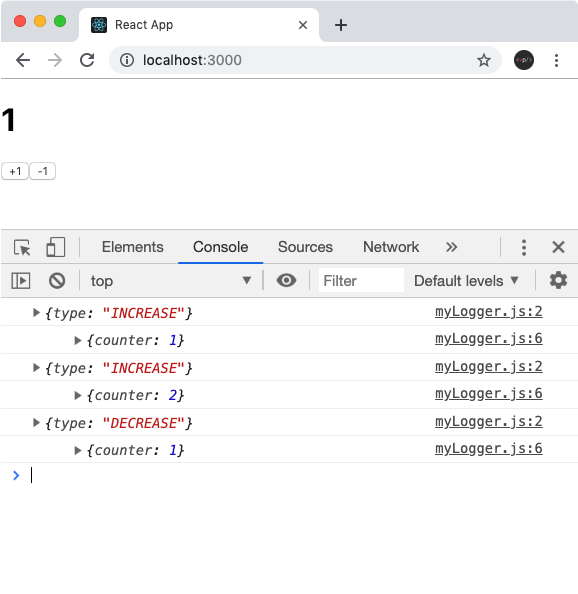 React App
localhost:3000
1
+1 -1
Elements Console Sources Network »
top Filter Default levels ▼
{type: "INCREASE"} myLogger.js:2
{counter: 1} myLogger.js:6
{type: "INCREASE"} myLogger.js:2
{counter: 2} myLogger.js:6
{type: "DECREASE"} myLogger.js:2
{counter: 1} myLogger.js:6